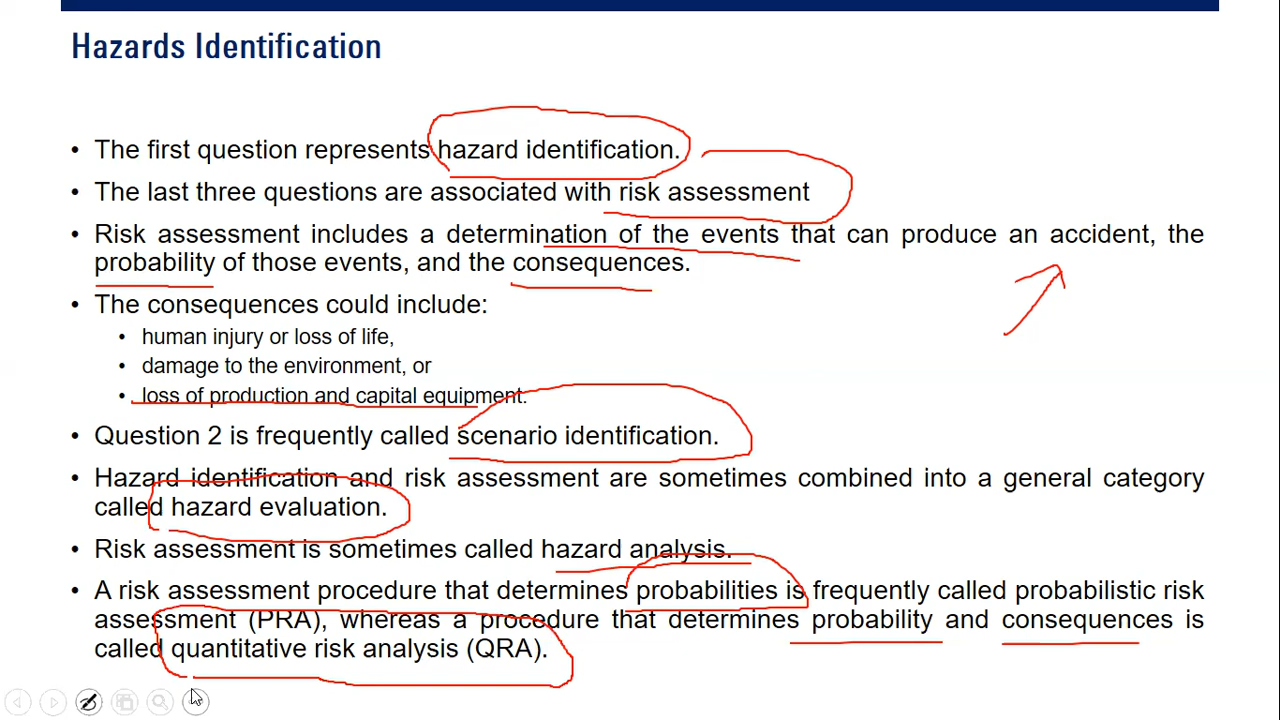 Hazards Identification
• The first question represents hazard identification.
• The last three questions are associated with risk assessment
• Risk assessment includes a determination of the events that can produce an accident, the
probability of those events, and the consequences.
• The consequences could include:
• human injury or loss of life,
• damage to the environment, or
• loss of production and capital equipment.
• Question 2 is frequently called scenario identification.
• Hazard identification and risk assessment are sometimes combined into a general category
called hazard evaluation.
• Risk assessment is sometimes called hazard analysis.
• A risk assessment procedure that determines probabilities is frequently called probabilistic risk
assessment (PRA), whereas a procedure that determines probability and consequences is
called quantitative risk analysis (QRA).